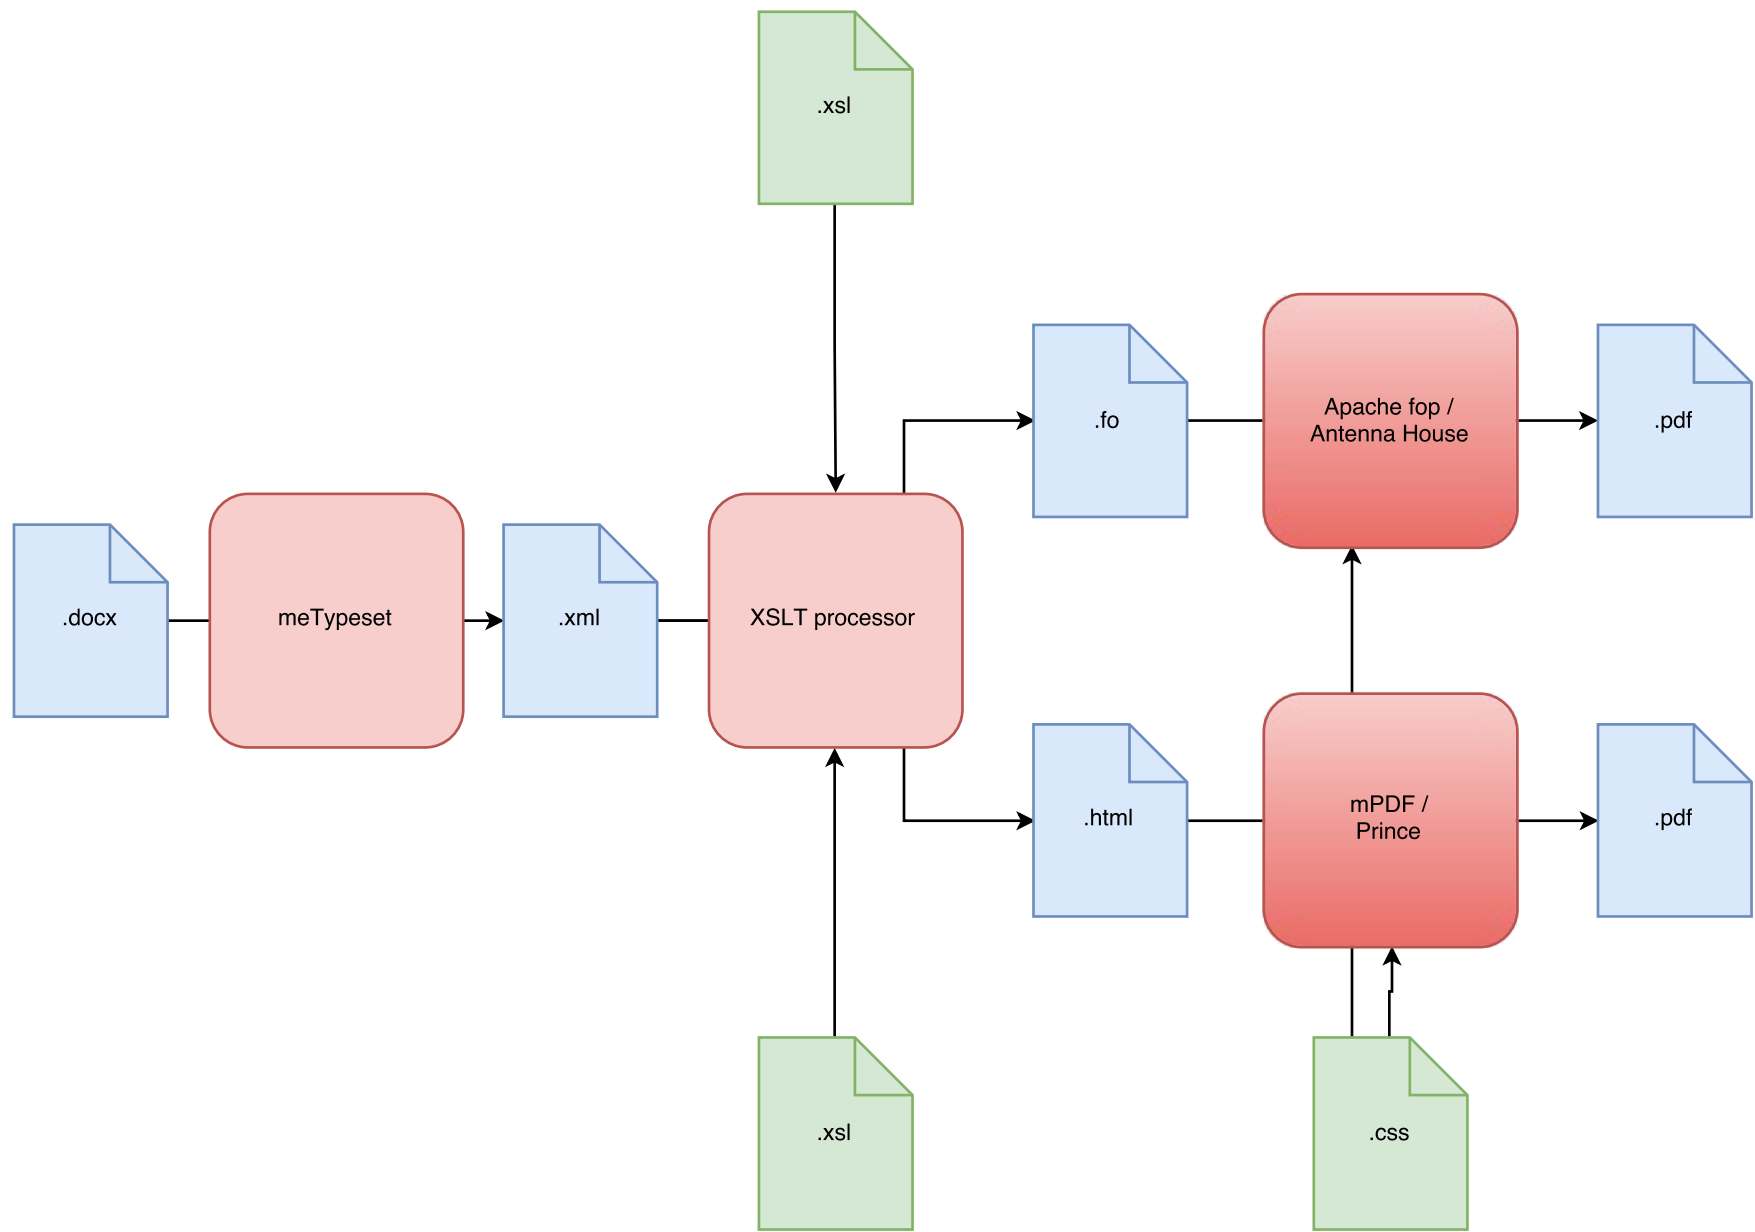 .xsl
.fo
Apache fop /
Antenna House
.pdf
.docx
meTypeset
.xml
XSLT processor
.html
mPDF /
Prince
.pdf
.xsl
.css